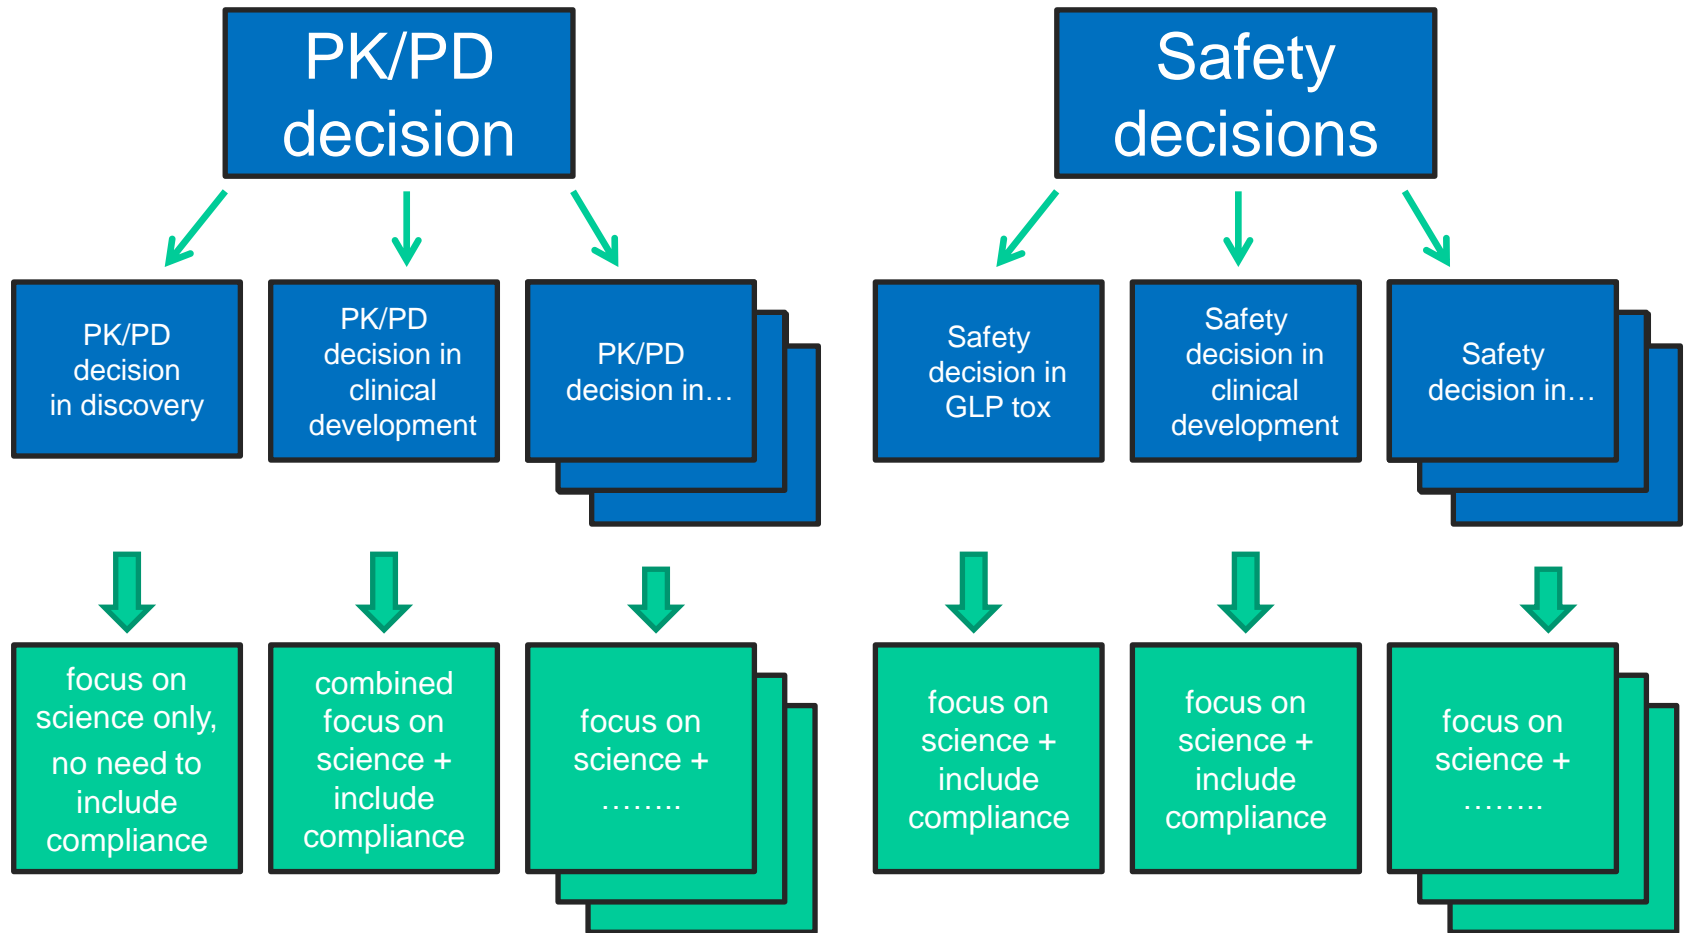 PK/PD
decision
Safety
decisions
PK/PD
decision
in discovery
PK/PD
decision in
clinical
development
PK/PD
decision in…
Safety
decision in
GLP tox
Safety
decision in
clinical
development
Safety
decision in…
focus on
science only,
no need to
include
compliance
combined
focus on
science +
include
compliance
focus on
science +
……..
focus on
science +
include
compliance
focus on
science +
include
compliance
focus on
science +
……..